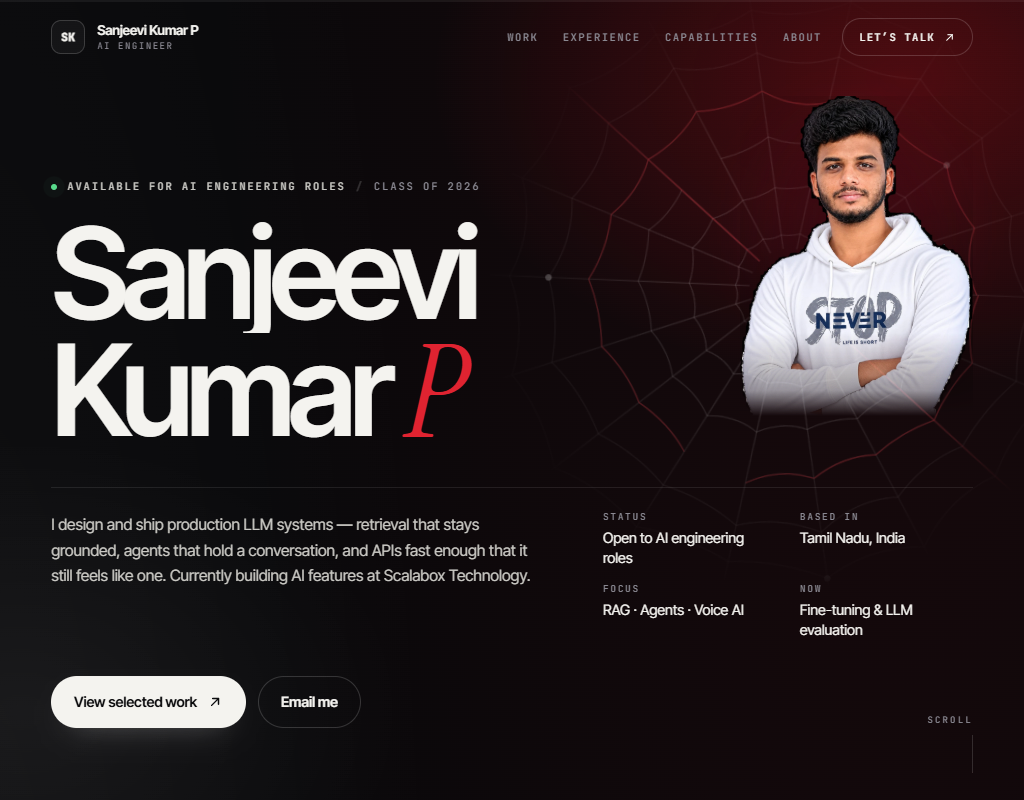 SK
Sanjeevi Kumar P
AI ENGINEER
WORK
EXPERIENCE
CAPABILITIES
ABOUT
LET’S TALK
AVAILABLE FOR AI ENGINEERING ROLES / CLASS OF 2026
Sanjeevi
Kumar P
STOP
NEVER
LIFE IS SHORT
I design and ship production LLM systems — retrieval that stays
grounded, agents that hold a conversation, and APIs fast enough that it
still feels like one. Currently building AI features at Scalabox Technology.
STATUS
Open to AI engineering
roles
BASED IN
Tamil Nadu, India
FOCUS
RAG · Agents · Voice AI
NOW
Fine-tuning & LLM
evaluation
View selected work
Email me
SCROLL